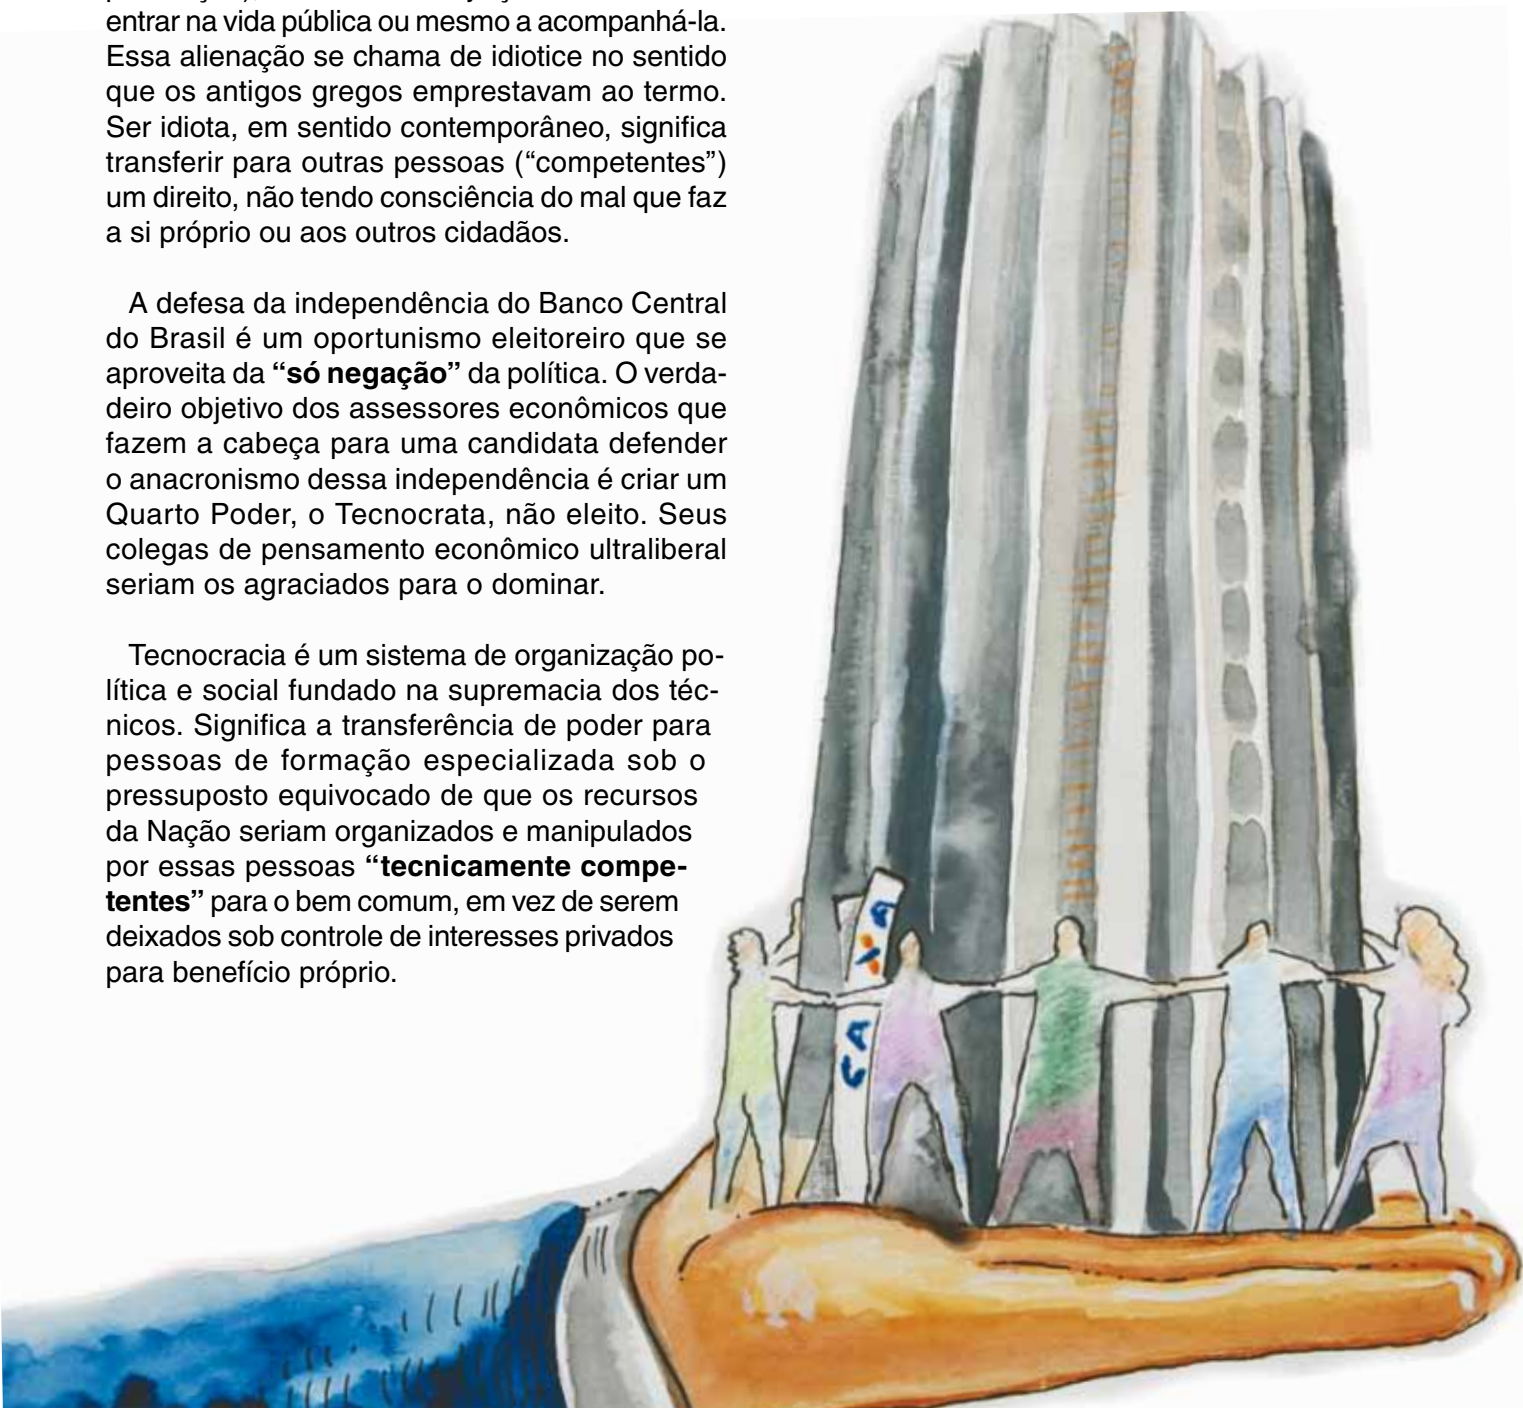 entrar na vida pública ou mesmo a acompanhá-la.
Essa alienação se chama de idiotice no sentido
que os antigos gregos emprestavam ao termo.
Ser idiota, em sentido contemporâneo, significa
transferir para outras pessoas (“competentes”)
um direito, não tendo consciência do mal que faz
a si próprio ou aos outros cidadãos.
A defesa da independência do Banco Central
do Brasil é um oportunismo eleitoreiro que se
aproveita da “só negação” da política. O verda-
deiro objetivo dos assessores econômicos que
fazem a cabeça para uma candidata defender
o anacronismo dessa independência é criar um
Quarto Poder, o Tecnocrata, não eleito. Seus
colegas de pensamento econômico ultraliberal
seriam os agraciados para o dominar.
Tecnocracia é um sistema de organização po-
lítica e social fundado na supremacia dos téc-
nicos. Significa a transferência de poder para
pessoas de formação especializada sob o
pressuposto equivocado de que os recursos
da Nação seriam organizados e manipulados
por essas pessoas “tecnicamente compe-
tentes” para o bem comum, em vez de serem
deixados sob controle de interesses privados
para benefício próprio.
CAIXA